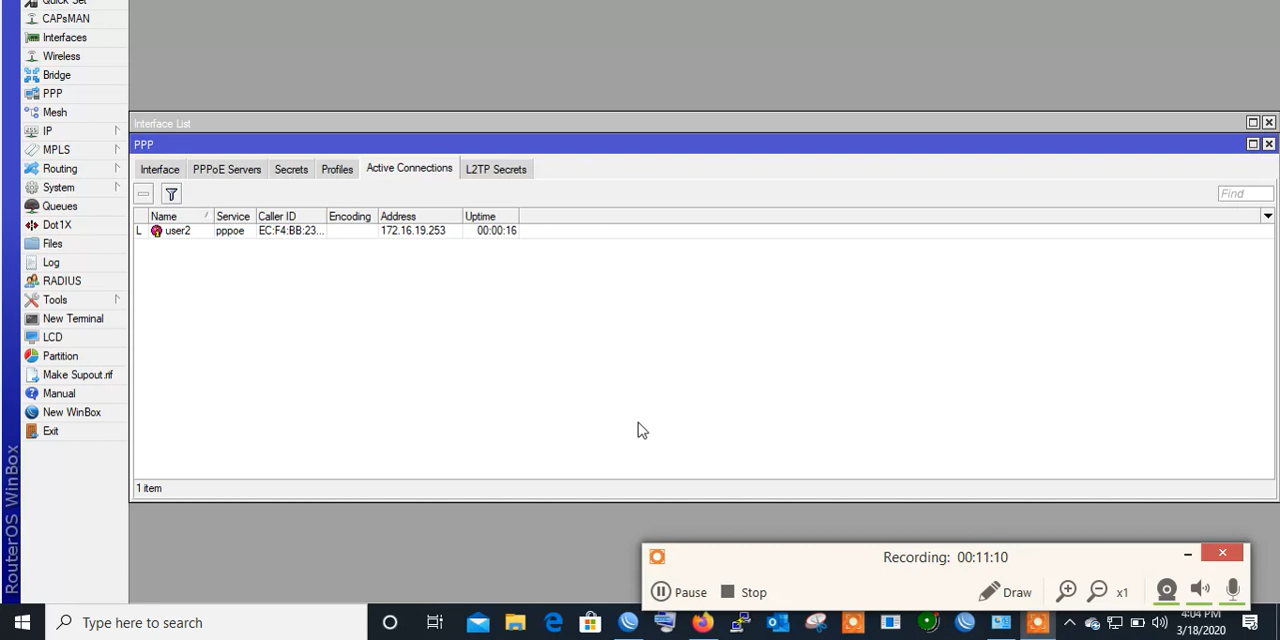 Quick Set
CAPsMAN
Interfaces
Wireless
Bridge
PPP
Mesh
IP
MPLS
Routing
System
Queues
Dot1X
Files
Log
RADIUS
Tools
New Terminal
LCD
Partition
Make Supout.rif
Manual
New WinBox
Exit
RouterOS WinBox
Interface List
PPP
Interface PPPoE Servers Secrets Profiles Active Connections L2TP Secrets
Find
Name Service Caller ID Encoding Address Uptime
L user2 pppoe EC:F4:BB:23... 172.16.19.253 00:00:16
1 item
Recording: 00:11:10
Pause Stop Draw x1
Type here to search
4:04 PM
3/18/2020